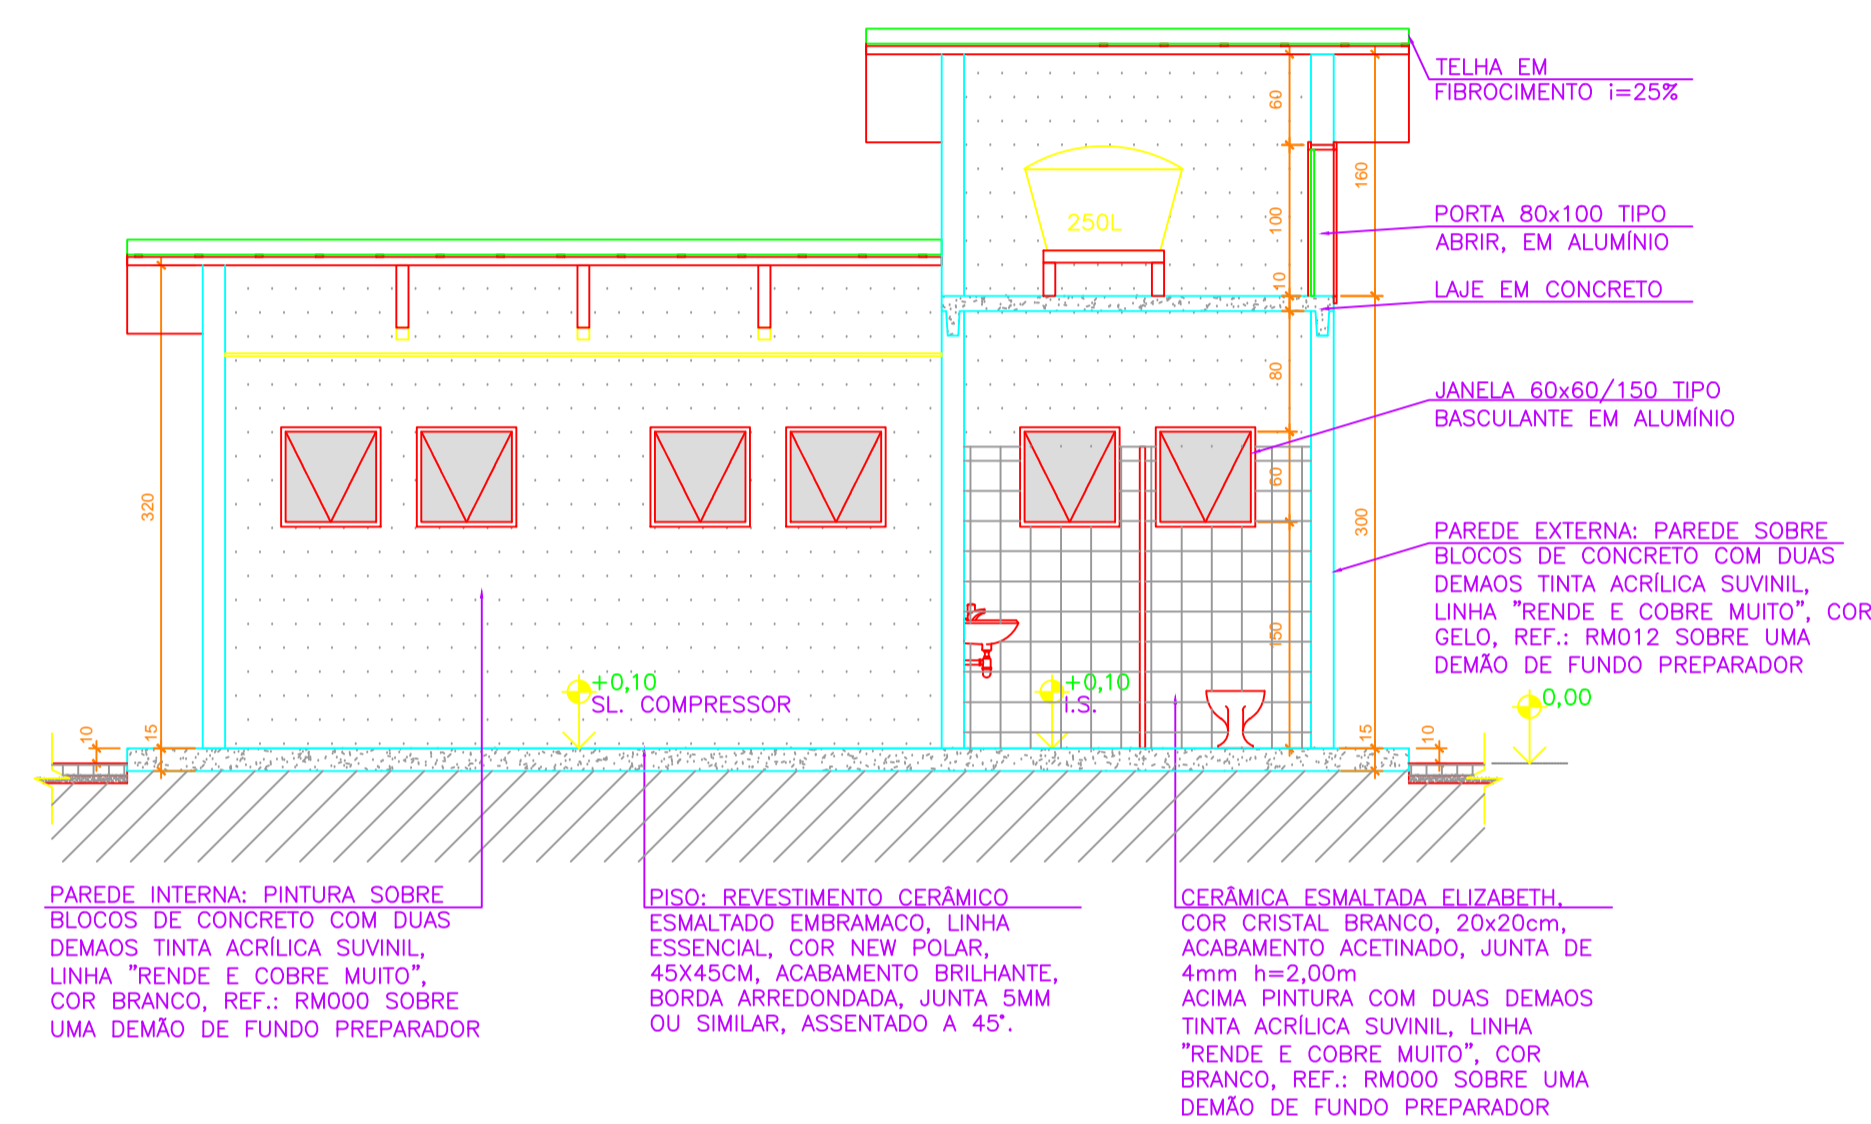 TELHA EM
FIBROCIMENTO i=25%
PORTA 80x100 TIPO
ABRIR, EM ALUMÍNIO
LAJE EM CONCRETO
JANELA 60x60/150 TIPO
BASCULANTE EM ALUMÍNIO
PAREDE EXTERNA: PAREDE SOBRE
BLOCOS DE CONCRETO COM DUAS
DEMAOS TINTA ACRÍLICA SUVINIL,
LINHA "RENDE E COBRE MUITO", COR
GELO, REF.: RM012 SOBRE UMA
DEMÃO DE FUNDO PREPARADOR
60
160
100
10
250L
80
60
300
150
320
+0,10
SL. COMPRESSOR
+0,10
I.S.
0,00
10
15
15
10
PAREDE INTERNA: PINTURA SOBRE
BLOCOS DE CONCRETO COM DUAS
DEMAOS TINTA ACRÍLICA SUVINIL,
LINHA "RENDE E COBRE MUITO",
COR BRANCO, REF.: RM000 SOBRE
UMA DEMÃO DE FUNDO PREPARADOR
PISO: REVESTIMENTO CERÂMICO
ESMALTADO EMBRAMACO, LINHA
ESSENCIAL, COR NEW POLAR,
45X45CM, ACABAMENTO BRILHANTE,
BORDA ARREDONDADA, JUNTA 5MM
OU SIMILAR, ASSENTADO A 45°.
CERÂMICA ESMALTADA ELIZABETH,
COR CRISTAL BRANCO, 20x20cm,
ACABAMENTO ACETINADO, JUNTA DE
4mm h=2,00m
ACIMA PINTURA COM DUAS DEMAOS
TINTA ACRÍLICA SUVINIL, LINHA
"RENDE E COBRE MUITO", COR
BRANCO, REF.: RM000 SOBRE UMA
DEMÃO DE FUNDO PREPARADOR